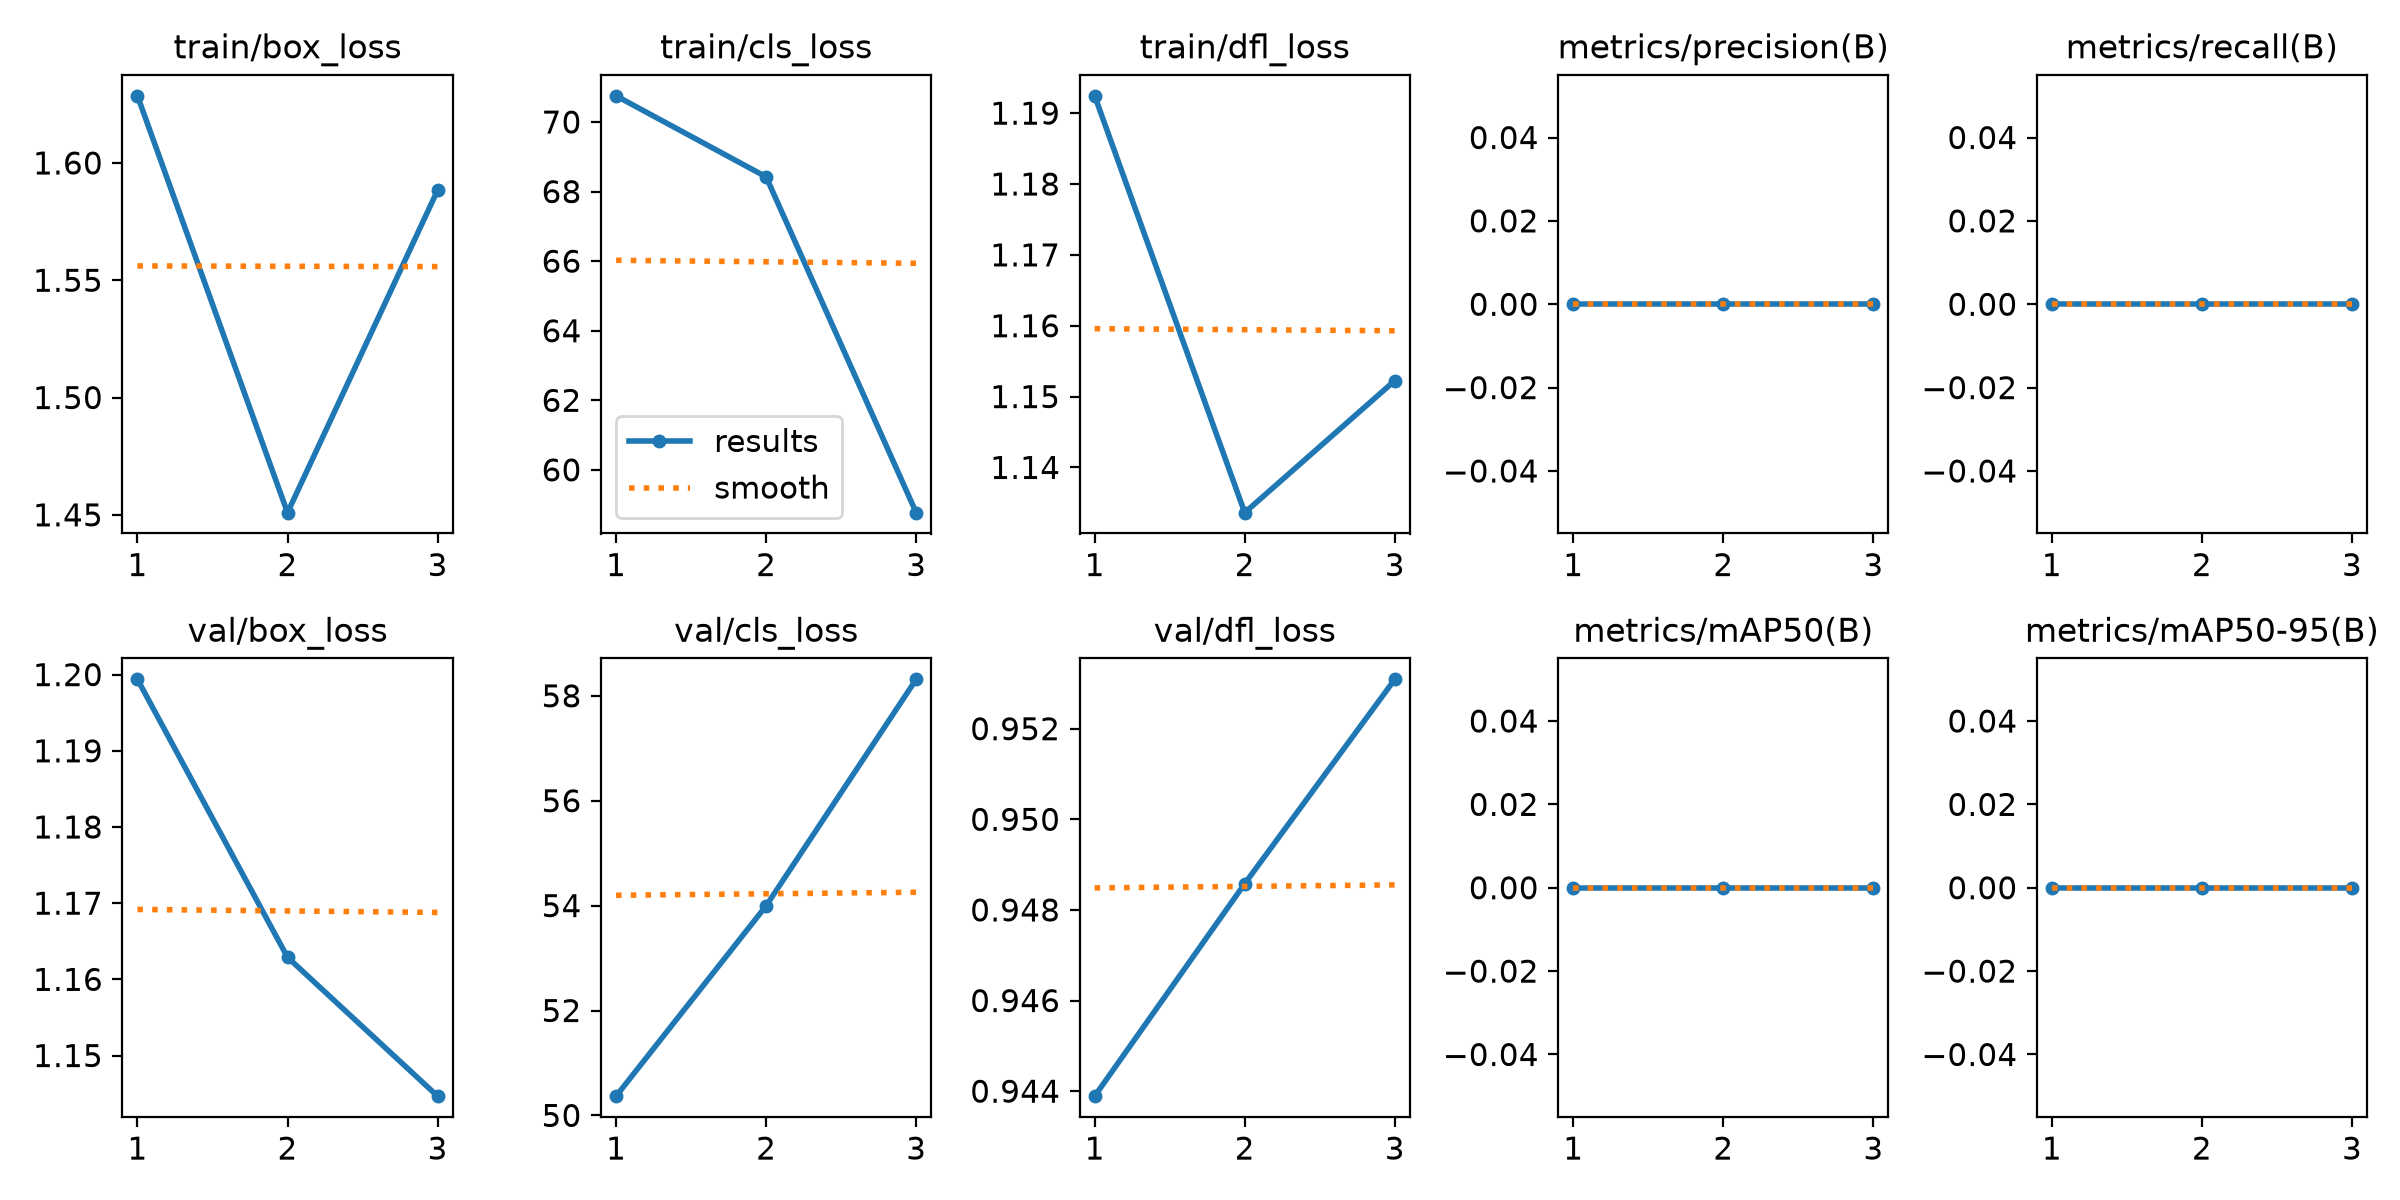 train/box_loss
1.60
1.55
1.50
1.45
1 2 3
train/cls_loss
70
68
66
64
62
60
results
smooth
1 2 3
train/dfl_loss
1.19
1.18
1.17
1.16
1.15
1.14
1 2 3
metrics/precision(B)
0.04
0.02
0.00
−0.02
−0.04
1 2 3
metrics/recall(B)
0.04
0.02
0.00
−0.02
−0.04
1 2 3
val/box_loss
1.20
1.19
1.18
1.17
1.16
1.15
1 2 3
val/cls_loss
58
56
54
52
50
1 2 3
val/dfl_loss
0.952
0.950
0.948
0.946
0.944
1 2 3
metrics/mAP50(B)
0.04
0.02
0.00
−0.02
−0.04
1 2 3
metrics/mAP50-95(B)
0.04
0.02
0.00
−0.02
−0.04
1 2 3